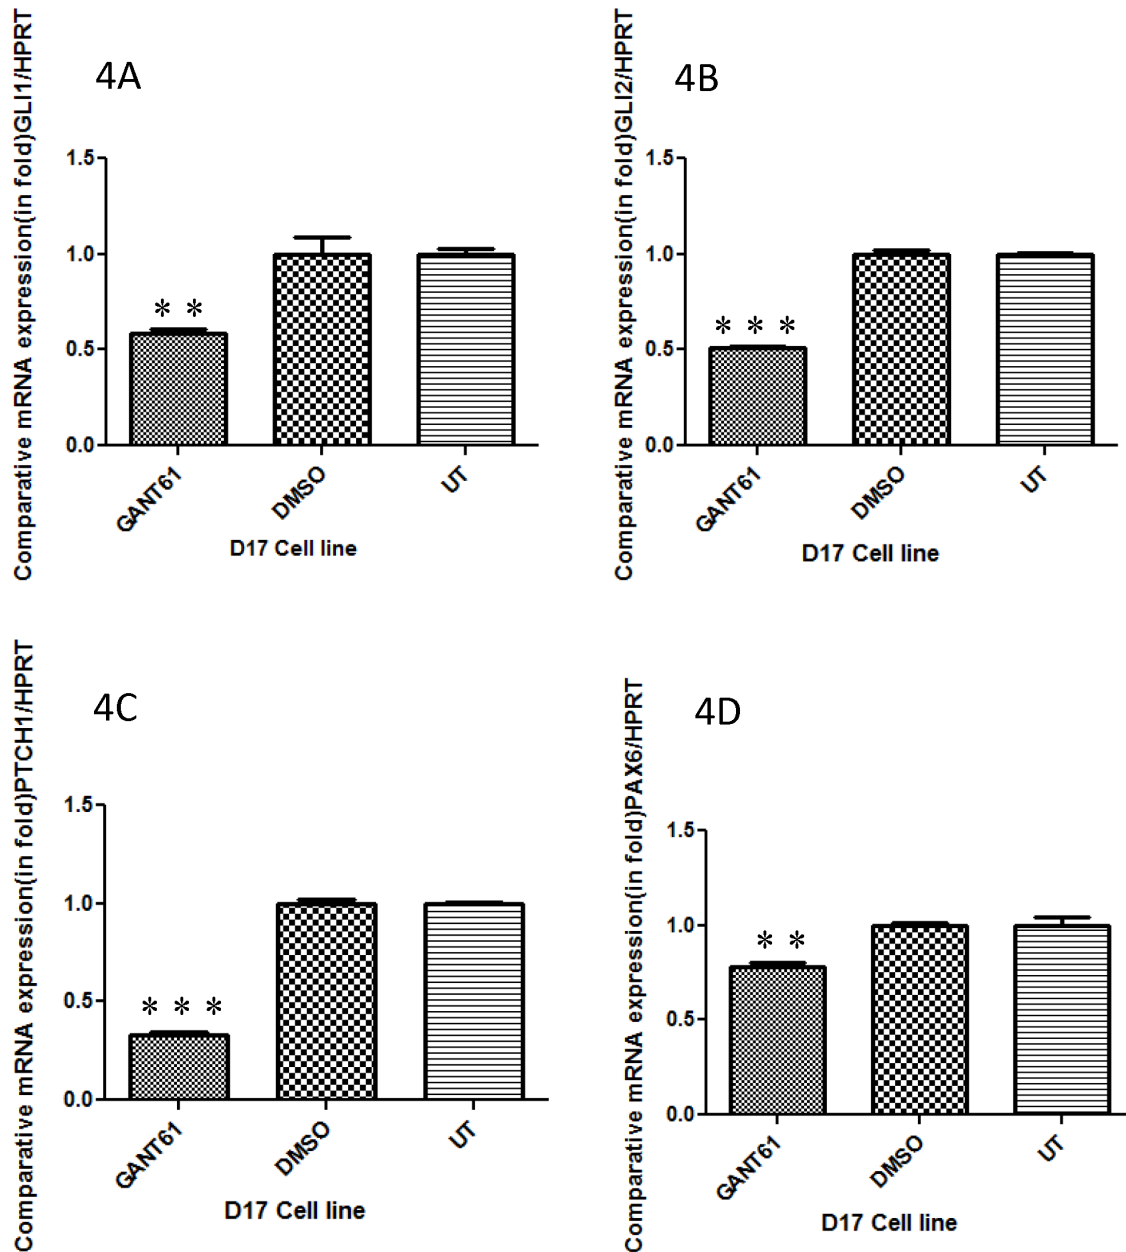 4A
Comparative mRNA expression(in fold)GLI1/HPRT
1.5
1.0
0.5
0.0
* *
GANT61
DMSO
UT
D17 Cell line
4B
Comparative mRNA expression(in fold)GLI2/HPRT
1.5
1.0
0.5
0.0
* * *
GANT61
DMSO
UT
D17 Cell line
4C
Comparative mRNA expression(in fold)PTCH1/HPRT
1.5
1.0
0.5
0.0
* * *
GANT61
DMSO
UT
D17 Cell line
4D
Comparative mRNA expression(in fold)PAX6/HPRT
1.5
1.0
0.5
0.0
* *
GANT61
DMSO
UT
D17 Cell line